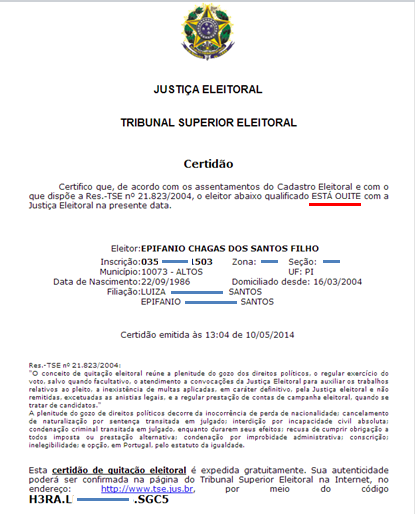 JUSTIÇA ELEITORAL
TRIBUNAL SUPERIOR ELEITORAL
Certidão
Certifico que, de acordo com os assentamentos do Cadastro Eleitoral e com o
que dispõe a Res.-TSE nº 21.823/2004, o eleitor abaixo qualificado ESTÁ QUITE com a
Justiça Eleitoral na presente data.
Eleitor: EPIFANIO CHAGAS DOS SANTOS FILHO
Inscrição: 035 1503 Zona: Seção:
Município: 10073 - ALTOS UF: PI
Data de Nascimento: 22/09/1986 Domiciliado desde: 16/03/2004
Filiação: LUIZA SANTOS
EPIFANIO SANTOS
Certidão emitida às 13:04 de 10/05/2014
Res.-TSE nº 21.823/2004:
"O conceito de quitação eleitoral reúne a plenitude do gozo dos direitos políticos, o regular exercício do
voto, salvo quando facultativo, o atendimento a convocações da Justiça Eleitoral para auxiliar os trabalhos
relativos ao pleito, a inexistência de multas aplicadas, em caráter definitivo, pela Justiça Eleitoral e não
remitidas, excetuadas as anistias legais, e a regular prestação de contas de campanha eleitoral, quando se
tratar de candidatos."
A plenitude do gozo de direitos políticos decorre da inocorrência de perda de nacionalidade; cancelamento
de naturalização por sentença transitada em julgado; interdição por incapacidade civil absoluta;
condenação criminal transitada em julgado, enquanto durarem seus efeitos; recusa de cumprir obrigação a
todos imposta ou prestação alternativa; condenação por improbidade administrativa; conscrição;
inelegibilidade; e opção, em Portugal, pelo estatuto da igualdade.
Esta certidão de quitação eleitoral é expedida gratuitamente. Sua autenticidade
poderá ser confirmada na página do Tribunal Superior Eleitoral na Internet, no
endereço: http://www.tse.jus.br, por meio do código
H3RA.L .SGC5